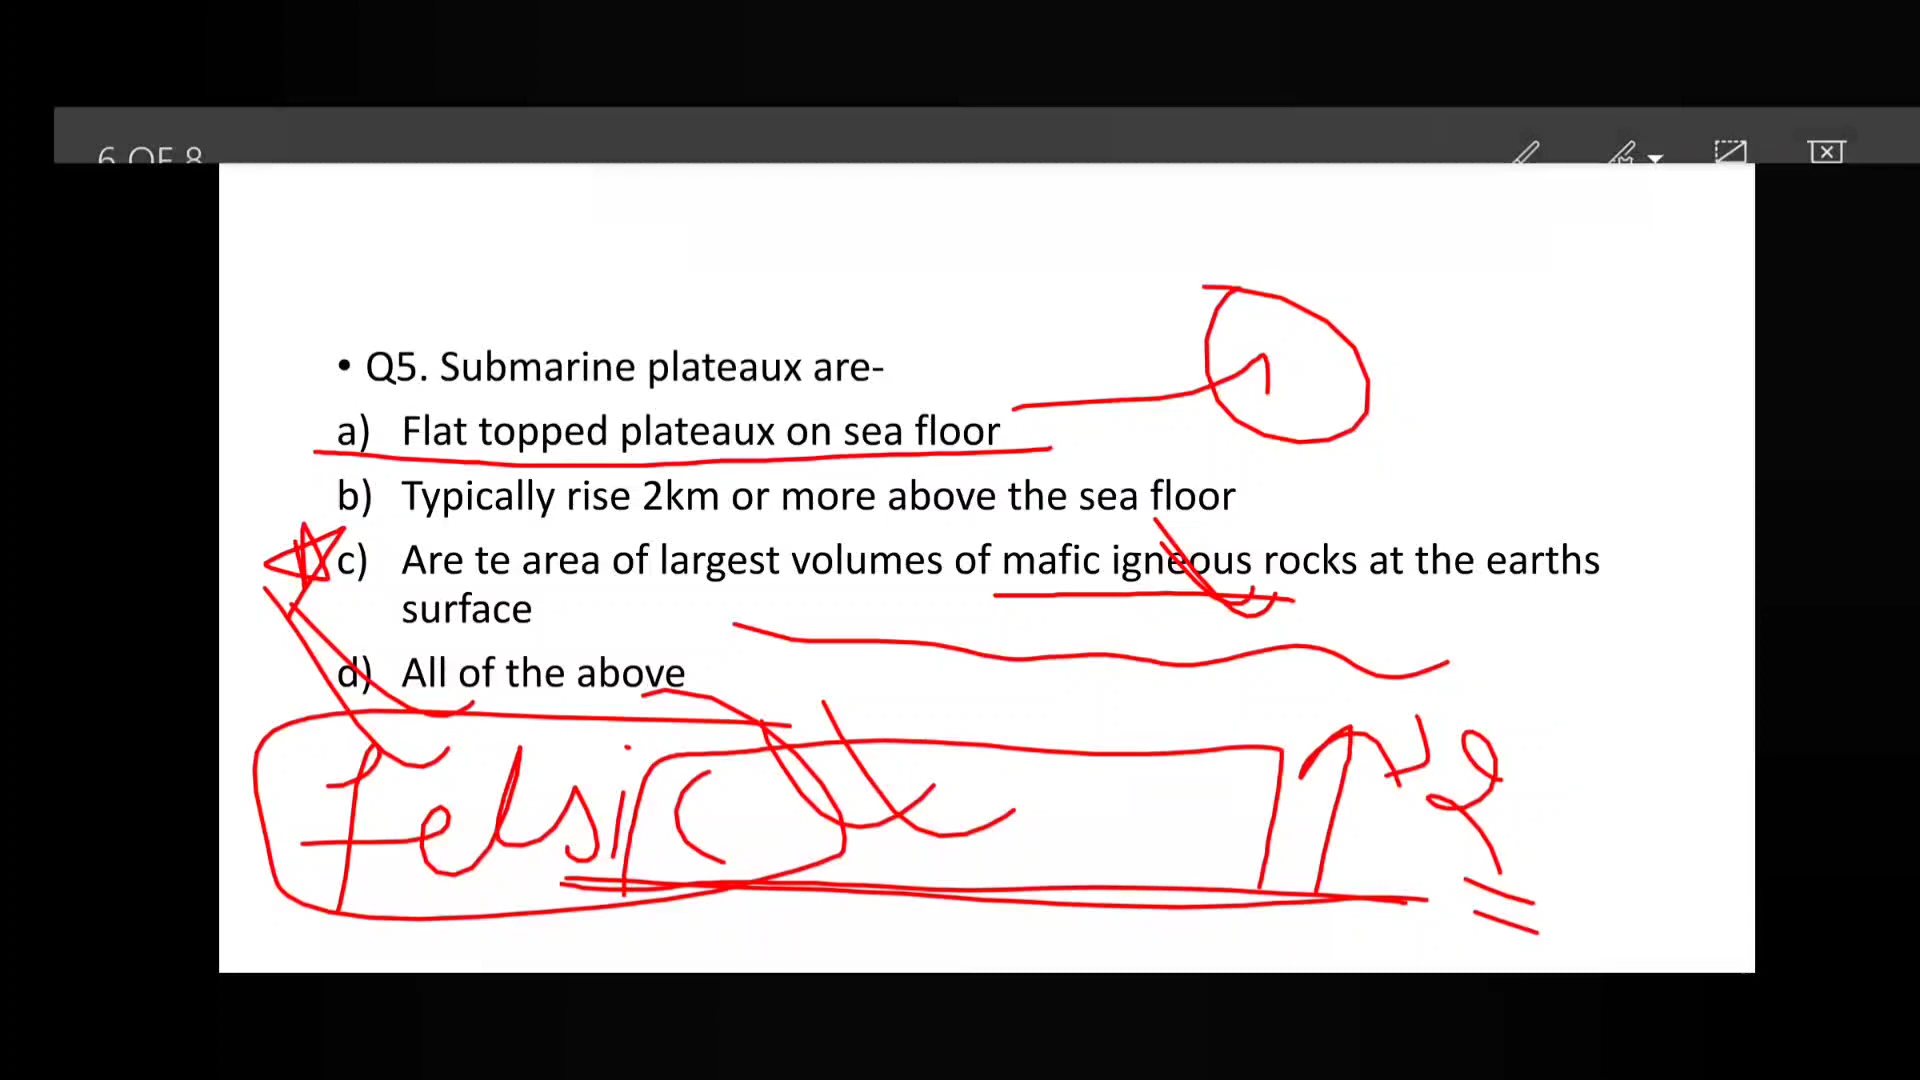 6 OF 8
• Q5. Submarine plateaux are-
a) Flat topped plateaux on sea floor
b) Typically rise 2km or more above the sea floor
c) Are te area of largest volumes of mafic igneous rocks at the earths
surface
d) All of the above
Felsic